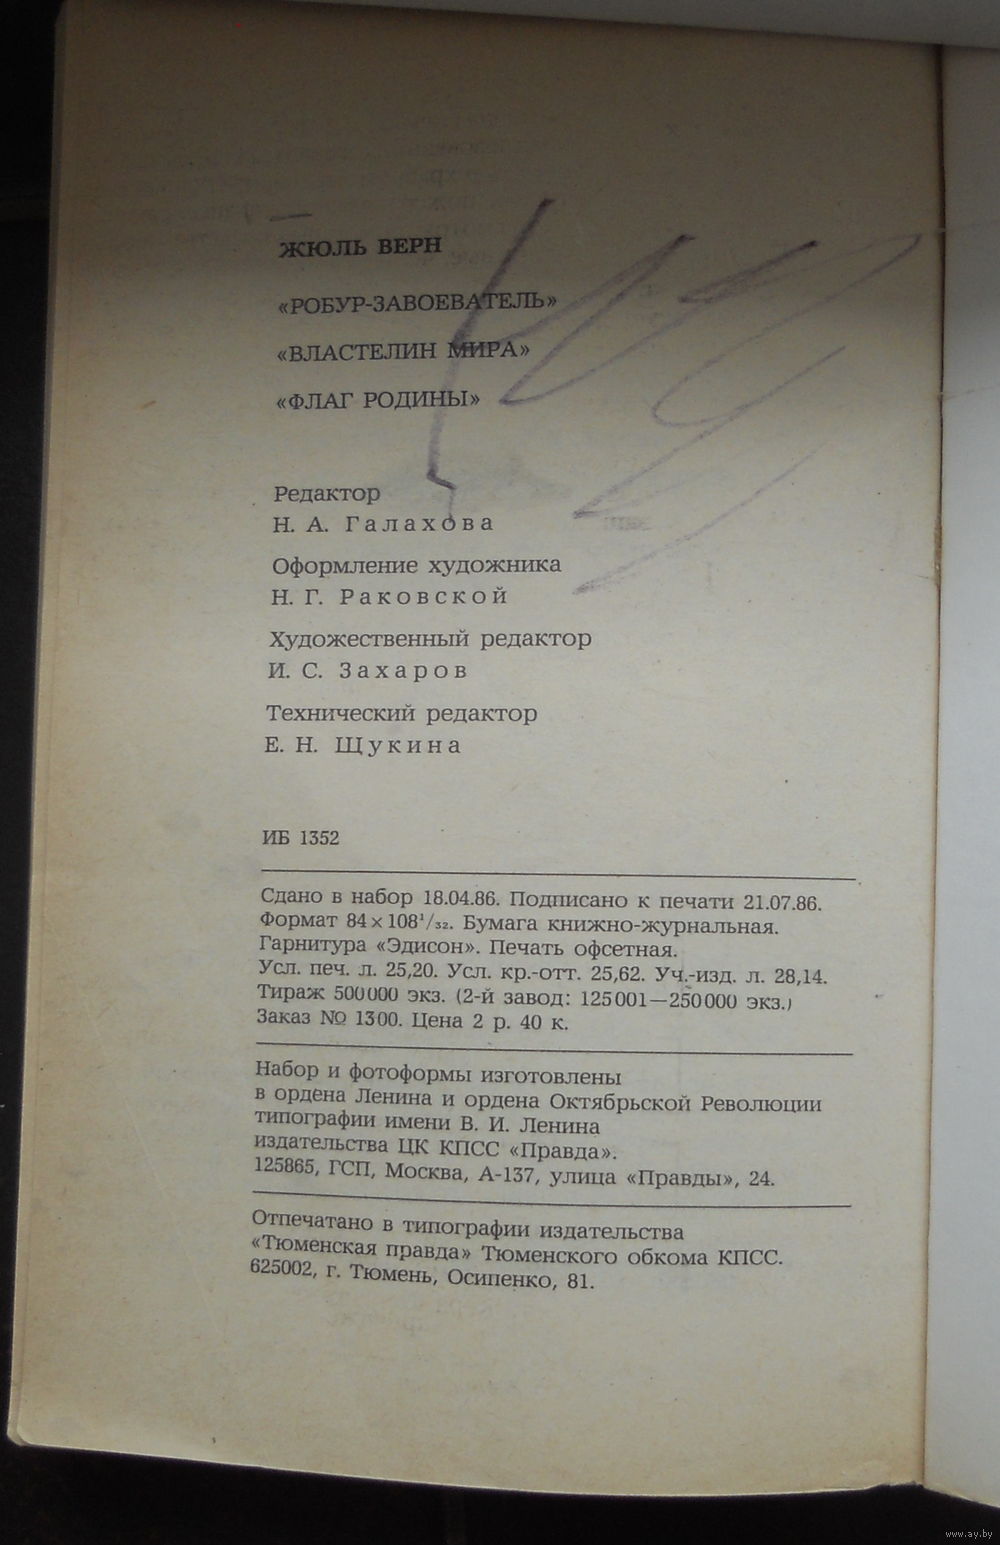 ЖЮЛЬ ВЕРН
«РОБУР-ЗАВОЕВАТЕЛЬ»
«ВЛАСТЕЛИН МИРА»
«ФЛАГ РОДИНЫ»
Редактор
Н. А. Галахова
Оформление художника
Н. Г. Раковской
Художественный редактор
И. С. Захаров
Технический редактор
Е. Н. Щукина
ИБ 1352
Сдано в набор 18.04.86. Подписано к печати 21.07.86.
Формат 84×108¹/₃₂. Бумага книжно-журнальная.
Гарнитура «Эдисон». Печать офсетная.
Усл. печ. л. 25,20. Усл. кр.-отт. 25,62. Уч.-изд. л. 28,14.
Тираж 500000 экз. (2-й завод: 125001—250000 экз.)
Заказ № 1300. Цена 2 р. 40 к.
Набор и фотоформы изготовлены
в ордена Ленина и ордена Октябрьской Революции
типографии имени В. И. Ленина
издательства ЦК КПСС «Правда».
125865, ГСП, Москва, А-137, улица «Правды», 24.
Отпечатано в типографии издательства
«Тюменская правда» Тюменского обкома КПСС.
625002, г. Тюмень, Осипенко, 81.
www.ay.by